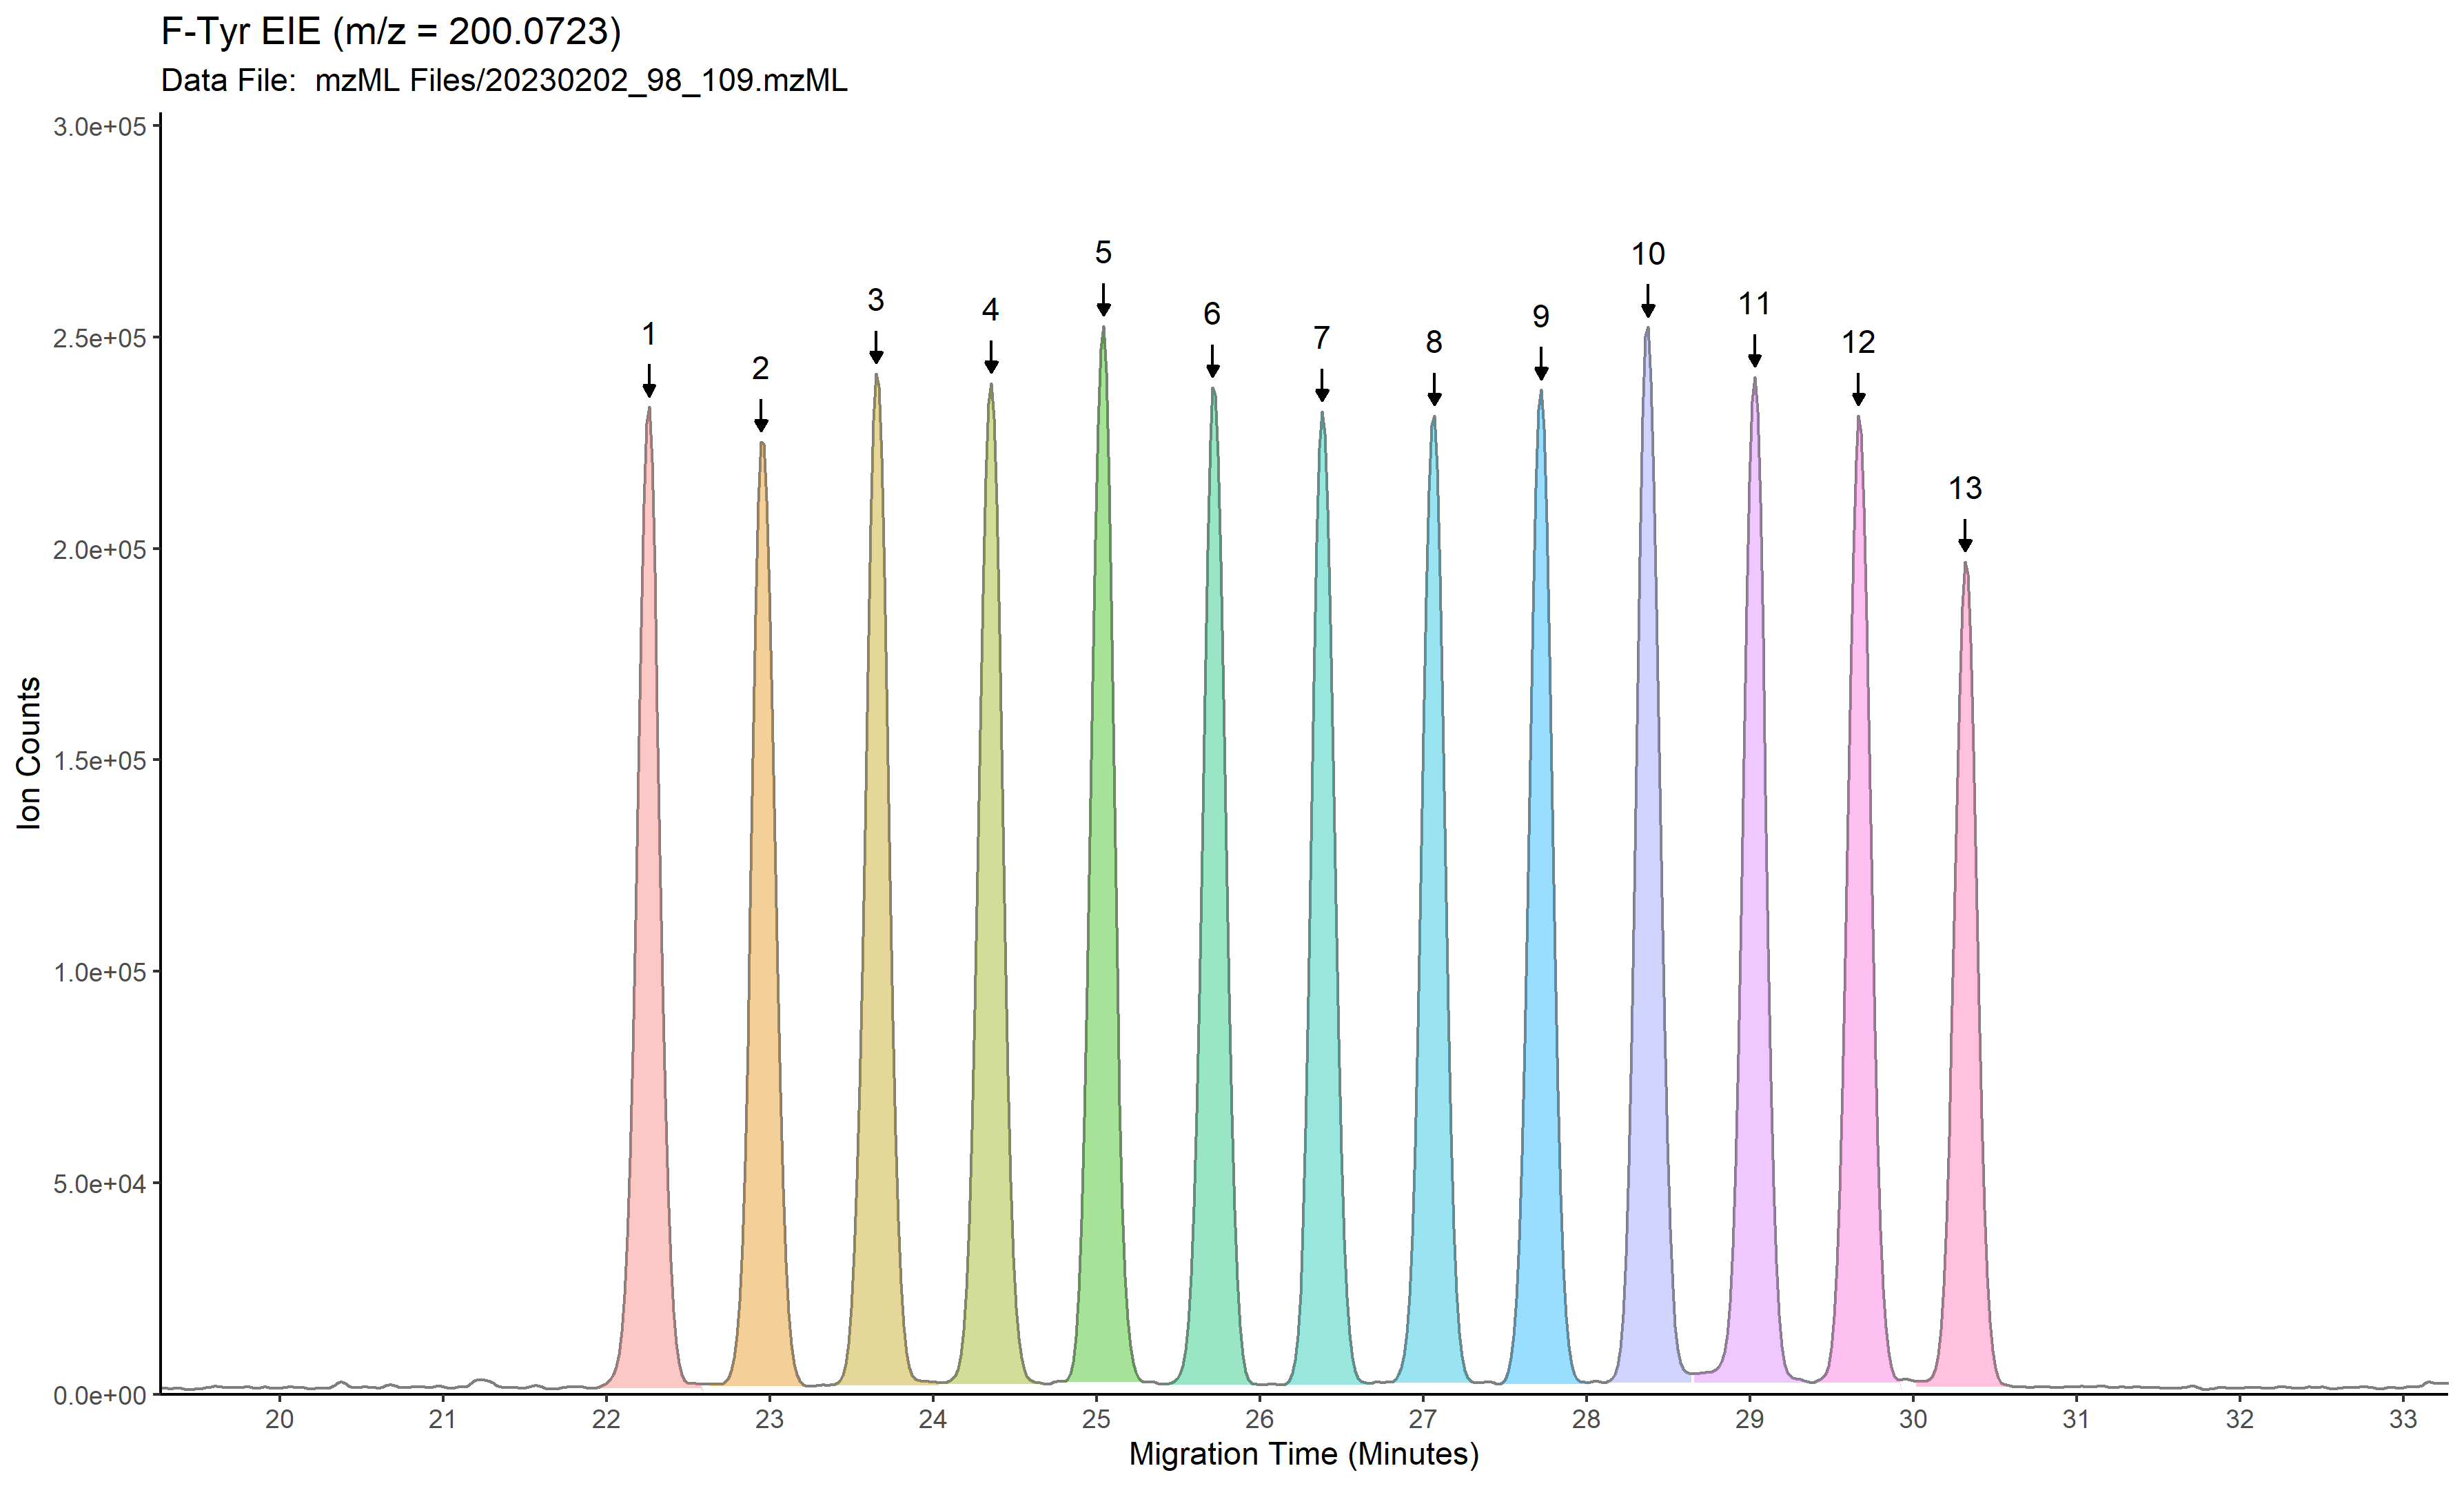 F-Tyr EIE (m/z = 200.0723)
Data File:  mzML Files/20230202_98_109.mzML
3.0e+05
2.5e+05
2.0e+05
1.5e+05
1.0e+05
5.0e+04
0.0e+00
Ion Counts
1
2
3
4
5
6
7
8
9
10
11
12
13
20 21 22 23 24 25 26 27 28 29 30 31 32 33
Migration Time (Minutes)